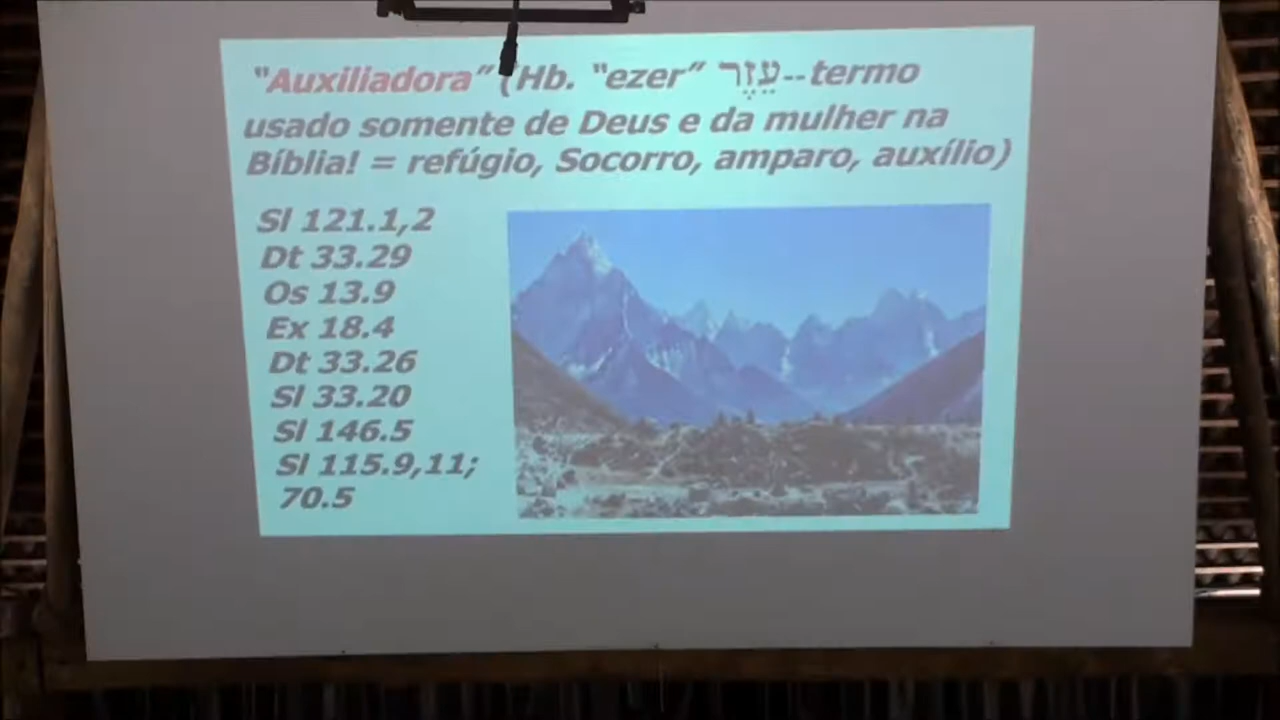 “Auxiliadora” (Hb. “ezer” עֵזֶר--termo
usado somente de Deus e da mulher na
Bíblia! = refúgio, Socorro, amparo, auxílio)
Sl 121.1,2
Dt 33.29
Os 13.9
Ex 18.4
Dt 33.26
Sl 33.20
Sl 146.5
Sl 115.9,11;
70.5